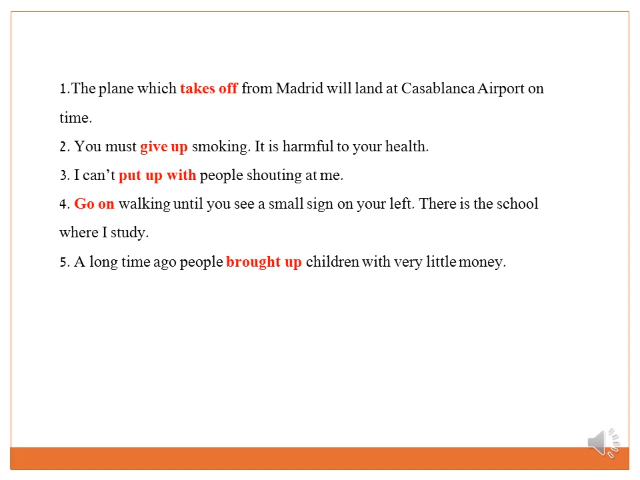 1.The plane which takes off from Madrid will land at Casablanca Airport on
time.
2. You must give up smoking. It is harmful to your health.
3. I can’t put up with people shouting at me.
4. Go on walking until you see a small sign on your left. There is the school
where I study.
5. A long time ago people brought up children with very little money.